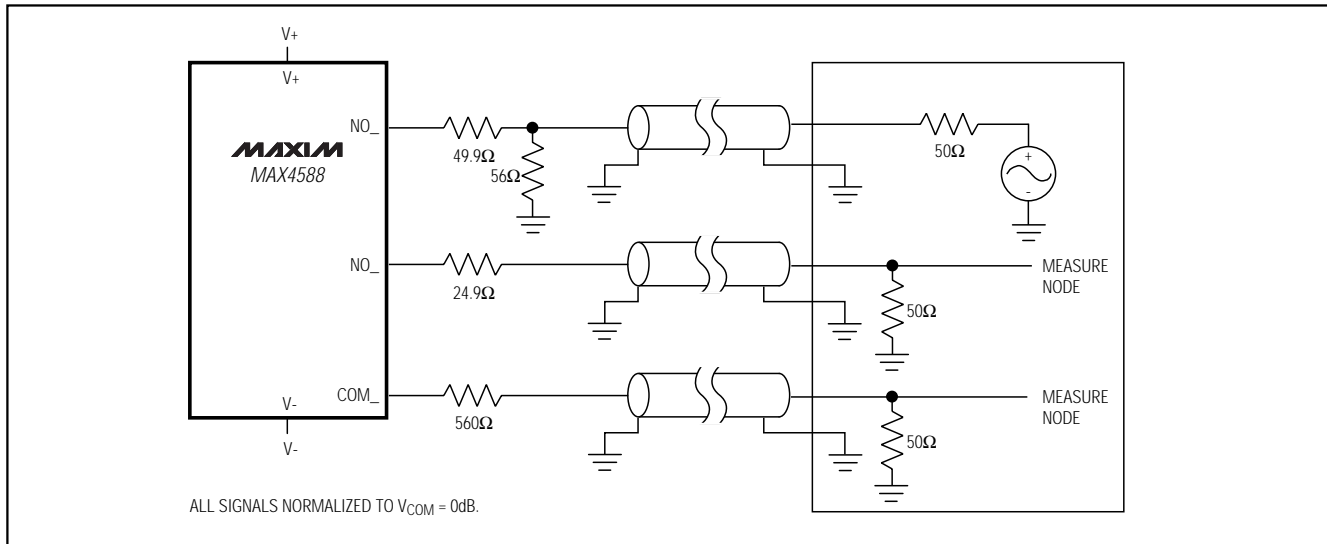 V+
V+
NO_
MAXIM
MAX4588
49.9Ω
56Ω
50Ω
+
-
NO_
24.9Ω
MEASURE
NODE
50Ω
COM_
560Ω
MEASURE
NODE
50Ω
V-
V-
ALL SIGNALS NORMALIZED TO VCOM = 0dB.